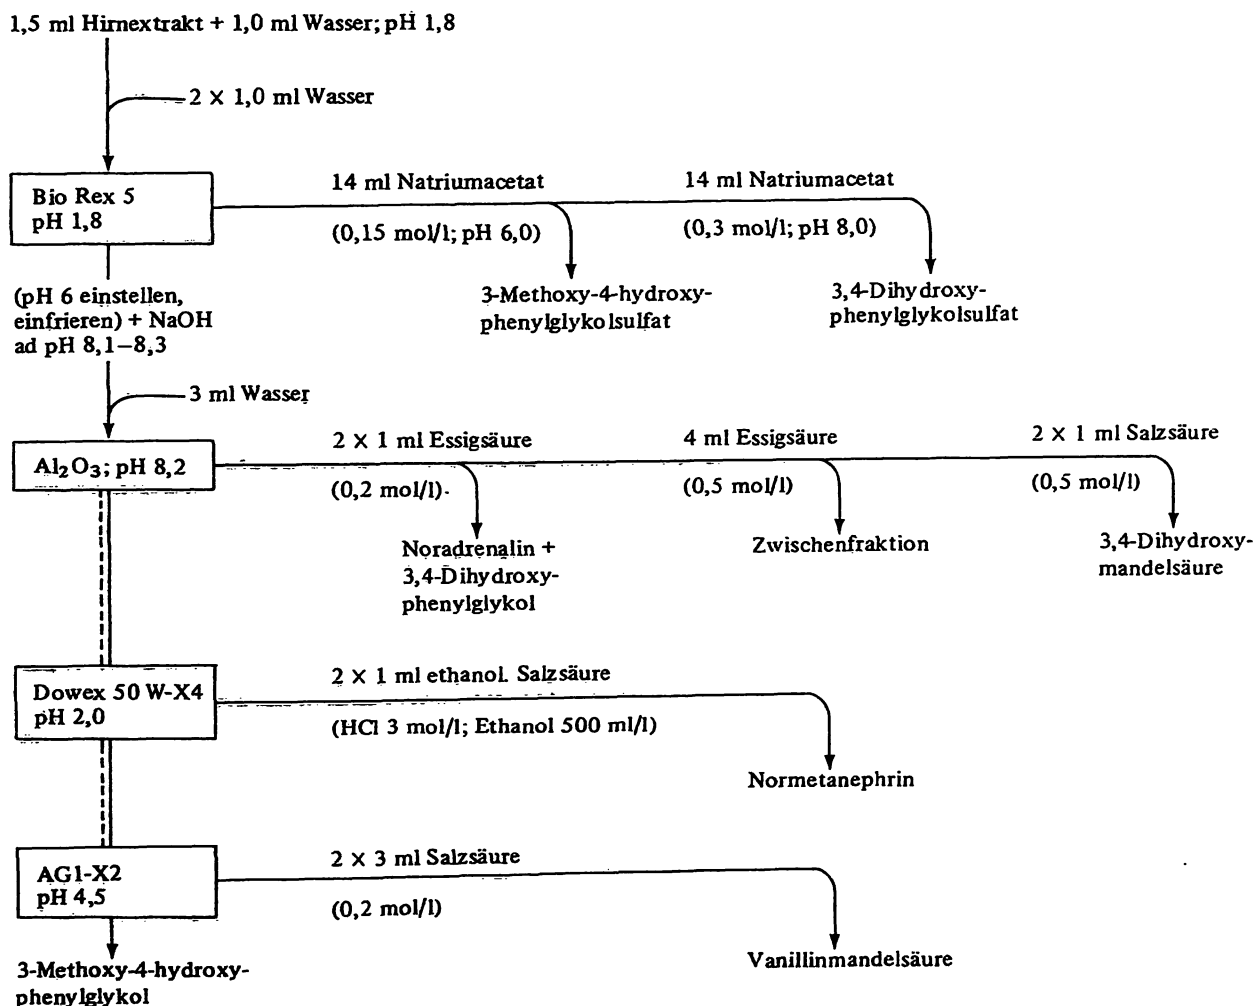 1,5 ml Hirnextrakt + 1,0 ml Wasser; pH 1,8
2 × 1,0 ml Wasser
Bio Rex 5
pH 1,8
14 ml Natriumacetat
(0,15 mol/l; pH 6,0)
14 ml Natriumacetat
(0,3 mol/l; pH 8,0)
3-Methoxy-4-hydroxy-
phenylglykolsulfat
3,4-Dihydroxy-
phenylglykolsulfat
(pH 6 einstellen,
einfrieren) + NaOH
ad pH 8,1–8,3
3 ml Wasser
Al₂O₃; pH 8,2
2 × 1 ml Essigsäure
(0,2 mol/l)
4 ml Essigsäure
(0,5 mol/l)
2 × 1 ml Salzsäure
(0,5 mol/l)
Noradrenalin +
3,4-Dihydroxy-
phenylglykol
Zwischenfraktion
3,4-Dihydroxy-
mandelsäure
Dowex 50 W-X4
pH 2,0
2 × 1 ml ethanol. Salzsäure
(HCl 3 mol/l; Ethanol 500 ml/l)
Normetanephrin
AG1-X2
pH 4,5
2 × 3 ml Salzsäure
(0,2 mol/l)
Vanillinmandelsäure
3-Methoxy-4-hydroxy-
phenylglykol